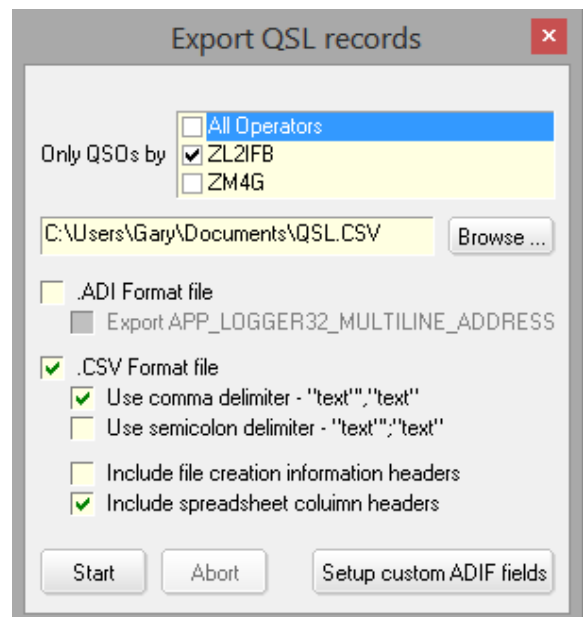 Export QSL records
All Operators
Only QSOs by ZL2IFB
ZM4G
C:\Users\Gary\Documents\QSL.CSV Browse ...
.ADI Format file
Export APP_LOGGER32_MULTILINE_ADDRESS
.CSV Format file
Use comma delimiter - "text'","text"
Use semicolon delimiter - "text'";"text"
Include file creation information headers
Include spreadsheet coluimn headers
Start Abort Setup custom ADIF fields